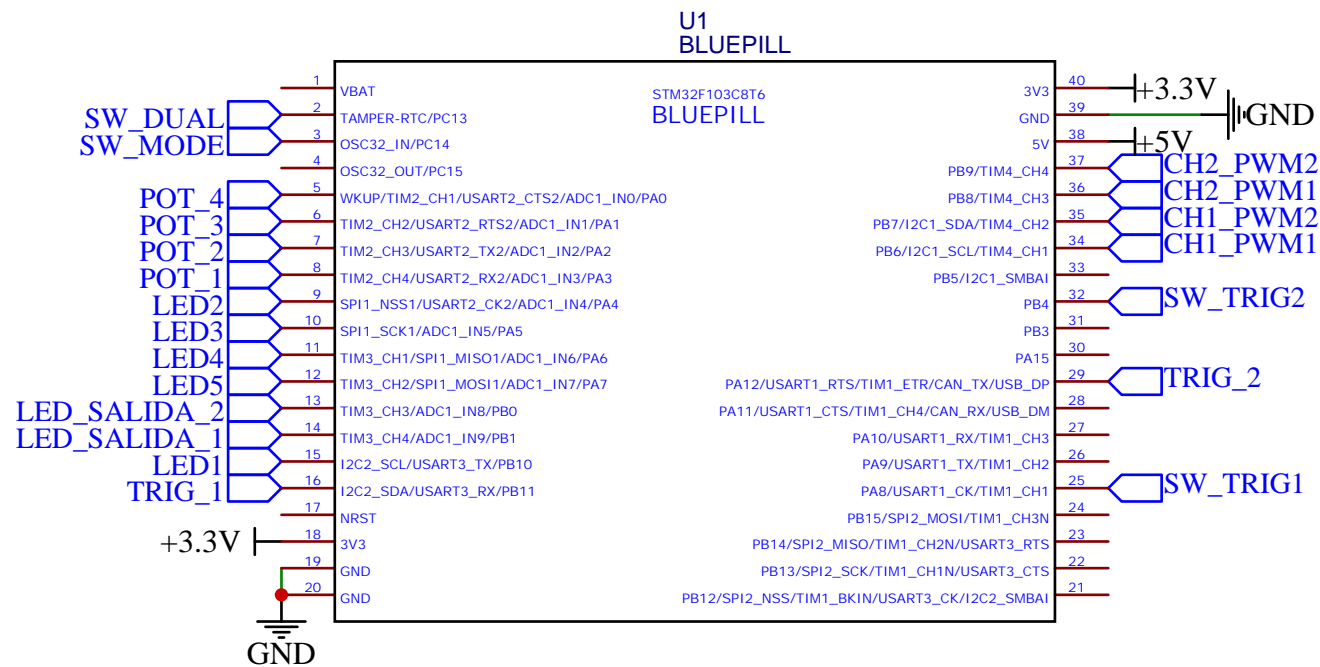 U1
BLUEPILL
STM32F103C8T6
BLUEPILL
1 VBAT
SW_DUAL 2 TAMPER-RTC/PC13
SW_MODE 3 OSC32_IN/PC14
4 OSC32_OUT/PC15
POT_4 5 WKUP/TIM2_CH1/USART2_CTS2/ADC1_IN0/PA0
POT_3 6 TIM2_CH2/USART2_RTS2/ADC1_IN1/PA1
POT_2 7 TIM2_CH3/USART2_TX2/ADC1_IN2/PA2
POT_1 8 TIM2_CH4/USART2_RX2/ADC1_IN3/PA3
LED2 9 SPI1_NSS1/USART2_CK2/ADC1_IN4/PA4
LED3 10 SPI1_SCK1/ADC1_IN5/PA5
LED4 11 TIM3_CH1/SPI1_MISO1/ADC1_IN6/PA6
LED5 12 TIM3_CH2/SPI1_MOSI1/ADC1_IN7/PA7
LED_SALIDA_2 13 TIM3_CH3/ADC1_IN8/PB0
LED_SALIDA_1 14 TIM3_CH4/ADC1_IN9/PB1
LED1 15 I2C2_SCL/USART3_TX/PB10
TRIG_1 16 I2C2_SDA/USART3_RX/PB11
17 NRST
+3.3V 18 3V3
19 GND
20 GND
GND
3V3 40 +3.3V
GND 39 GND
5V 38 +5V
PB9/TIM4_CH4 37 CH2_PWM2
PB8/TIM4_CH3 36 CH2_PWM1
PB7/I2C1_SDA/TIM4_CH2 35 CH1_PWM2
PB6/I2C1_SCL/TIM4_CH1 34 CH1_PWM1
PB5/I2C1_SMBAI 33
PB4 32 SW_TRIG2
PB3 31
PA15 30
PA12/USART1_RTS/TIM1_ETR/CAN_TX/USB_DP 29 TRIG_2
PA11/USART1_CTS/TIM1_CH4/CAN_RX/USB_DM 28
PA10/USART1_RX/TIM1_CH3 27
PA9/USART1_TX/TIM1_CH2 26
PA8/USART1_CK/TIM1_CH1 25 SW_TRIG1
PB15/SPI2_MOSI/TIM1_CH3N 24
PB14/SPI2_MISO/TIM1_CH2N/USART3_RTS 23
PB13/SPI2_SCK/TIM1_CH1N/USART3_CTS 22
PB12/SPI2_NSS/TIM1_BKIN/USART3_CK/I2C2_SMBAI 21